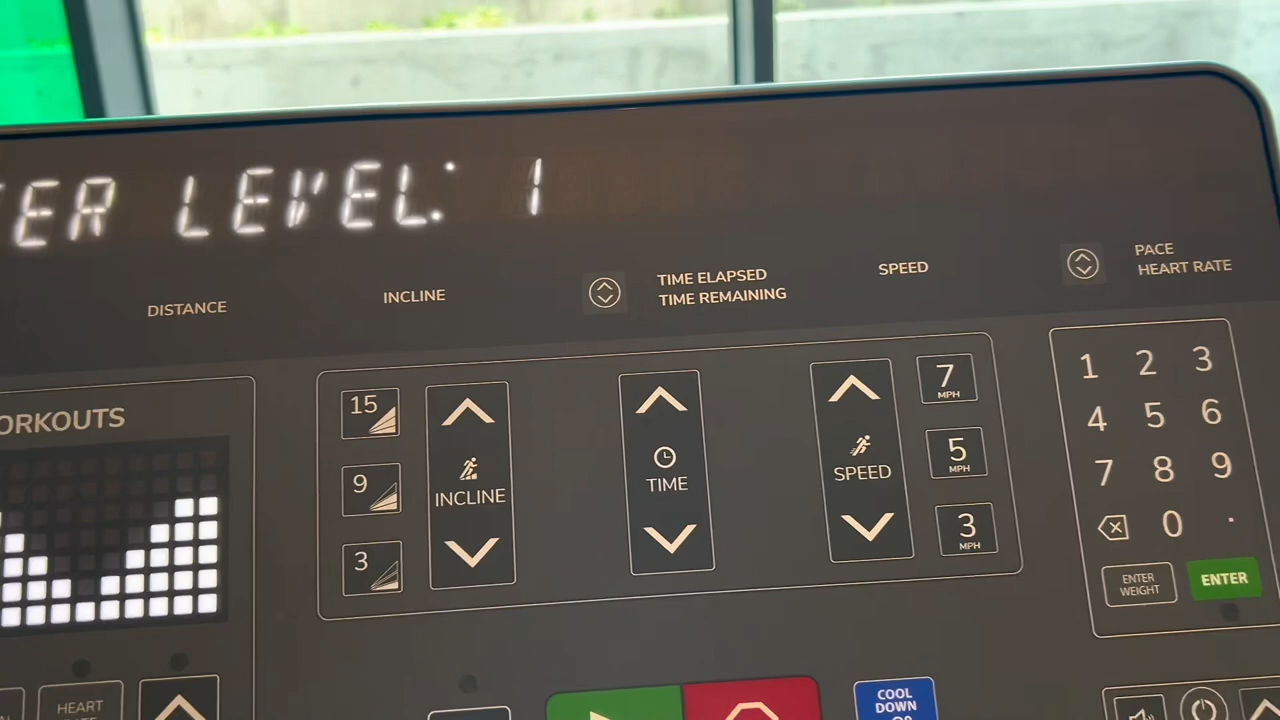 ER LEVEL: 1
DISTANCE
INCLINE
TIME ELAPSED
TIME REMAINING
SPEED
PACE
HEART RATE
ORKOUTS
15
9
3
INCLINE
TIME
SPEED
7
MPH
5
MPH
3
MPH
1 2 3
4 5 6
7 8 9
0 .
ENTER
WEIGHT
ENTER
HEART
COOL
DOWN